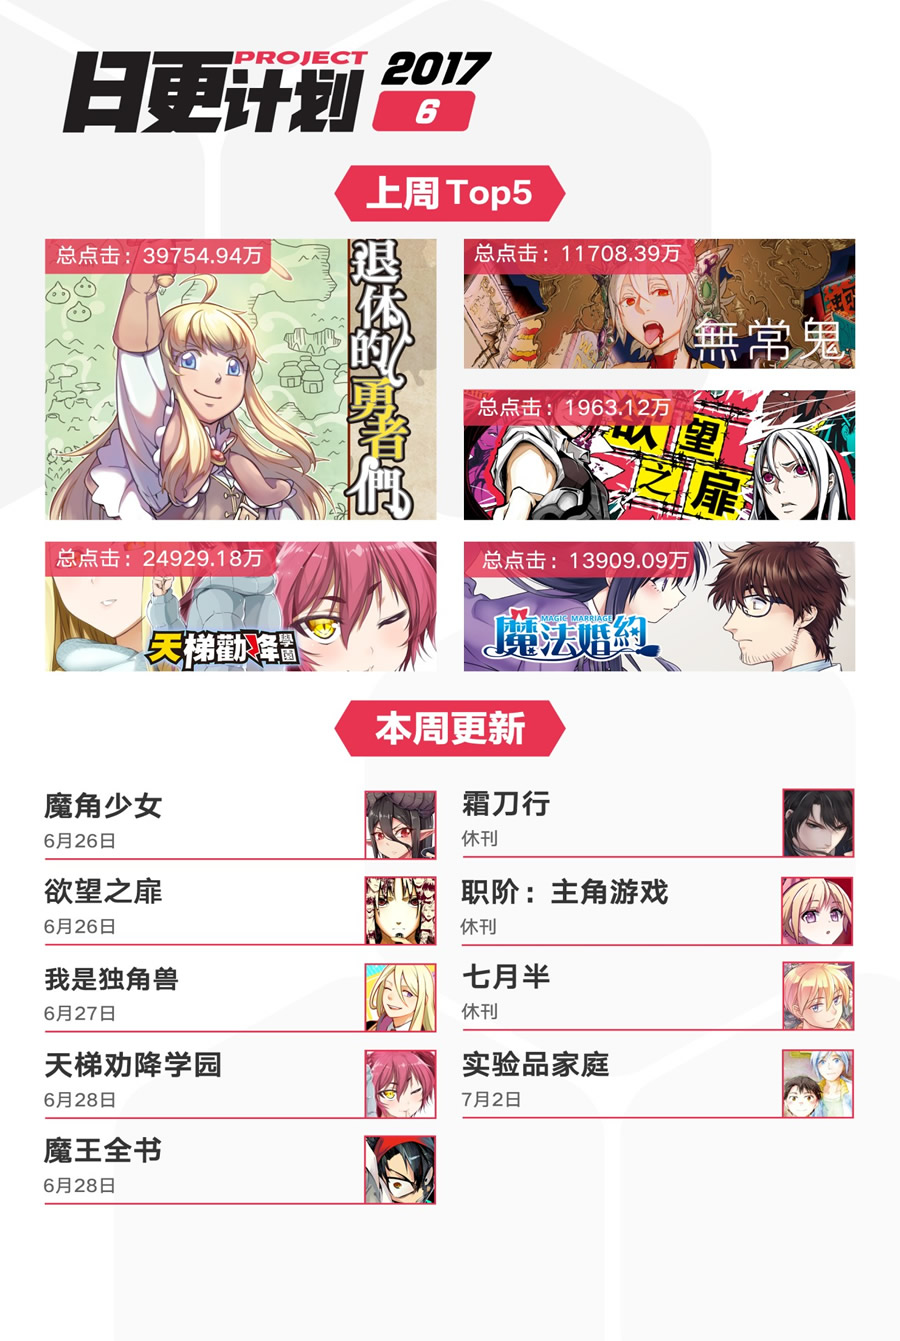 日更计划
PROJECT
2017
6
上周Top5
总点击：39754.94万
退休的勇者們
总点击：11708.39万
無常鬼
总点击：1963.12万
欲望之扉
总点击：24929.18万
天梯勸降學園
总点击：13909.09万
MAGIC MARRIAGE
魔法婚約
本周更新
魔角少女
6月26日
欲望之扉
6月26日
我是独角兽
6月27日
天梯劝降学园
6月28日
魔王全书
6月28日
霜刀行
休刊
职阶：主角游戏
休刊
七月半
休刊
实验品家庭
7月2日